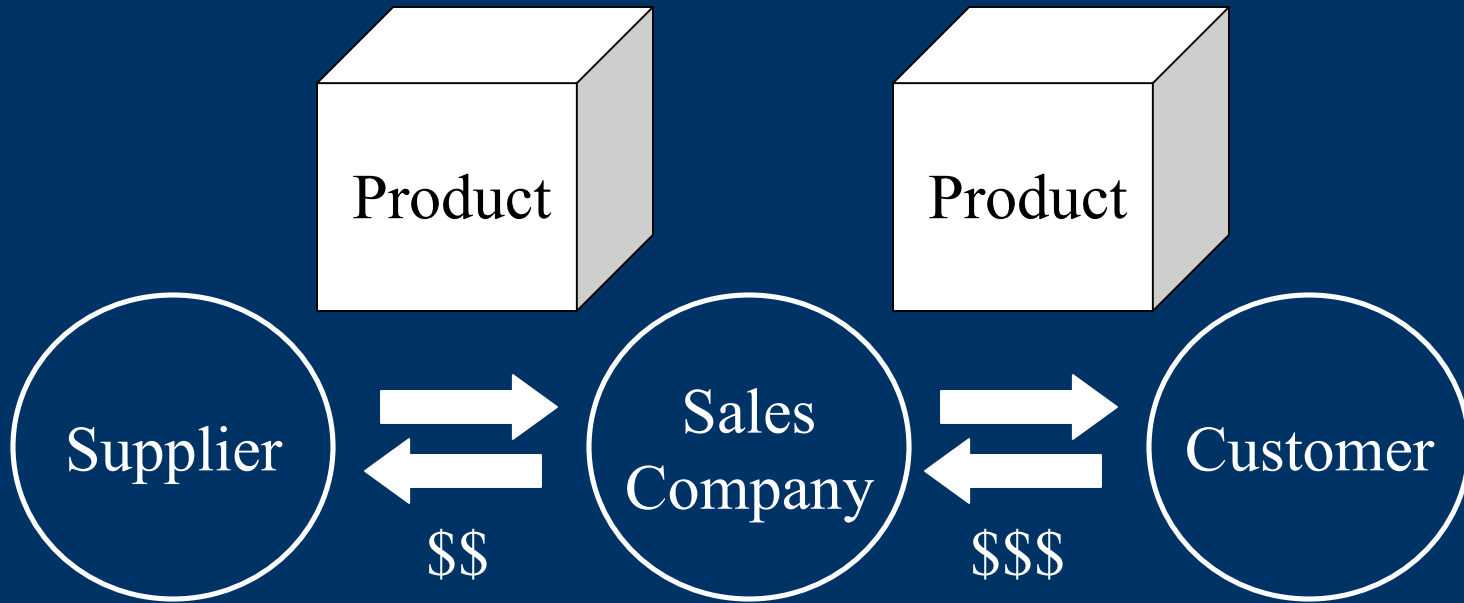 Product
Product
Supplier
Sales
Company
Customer
$$
$$$